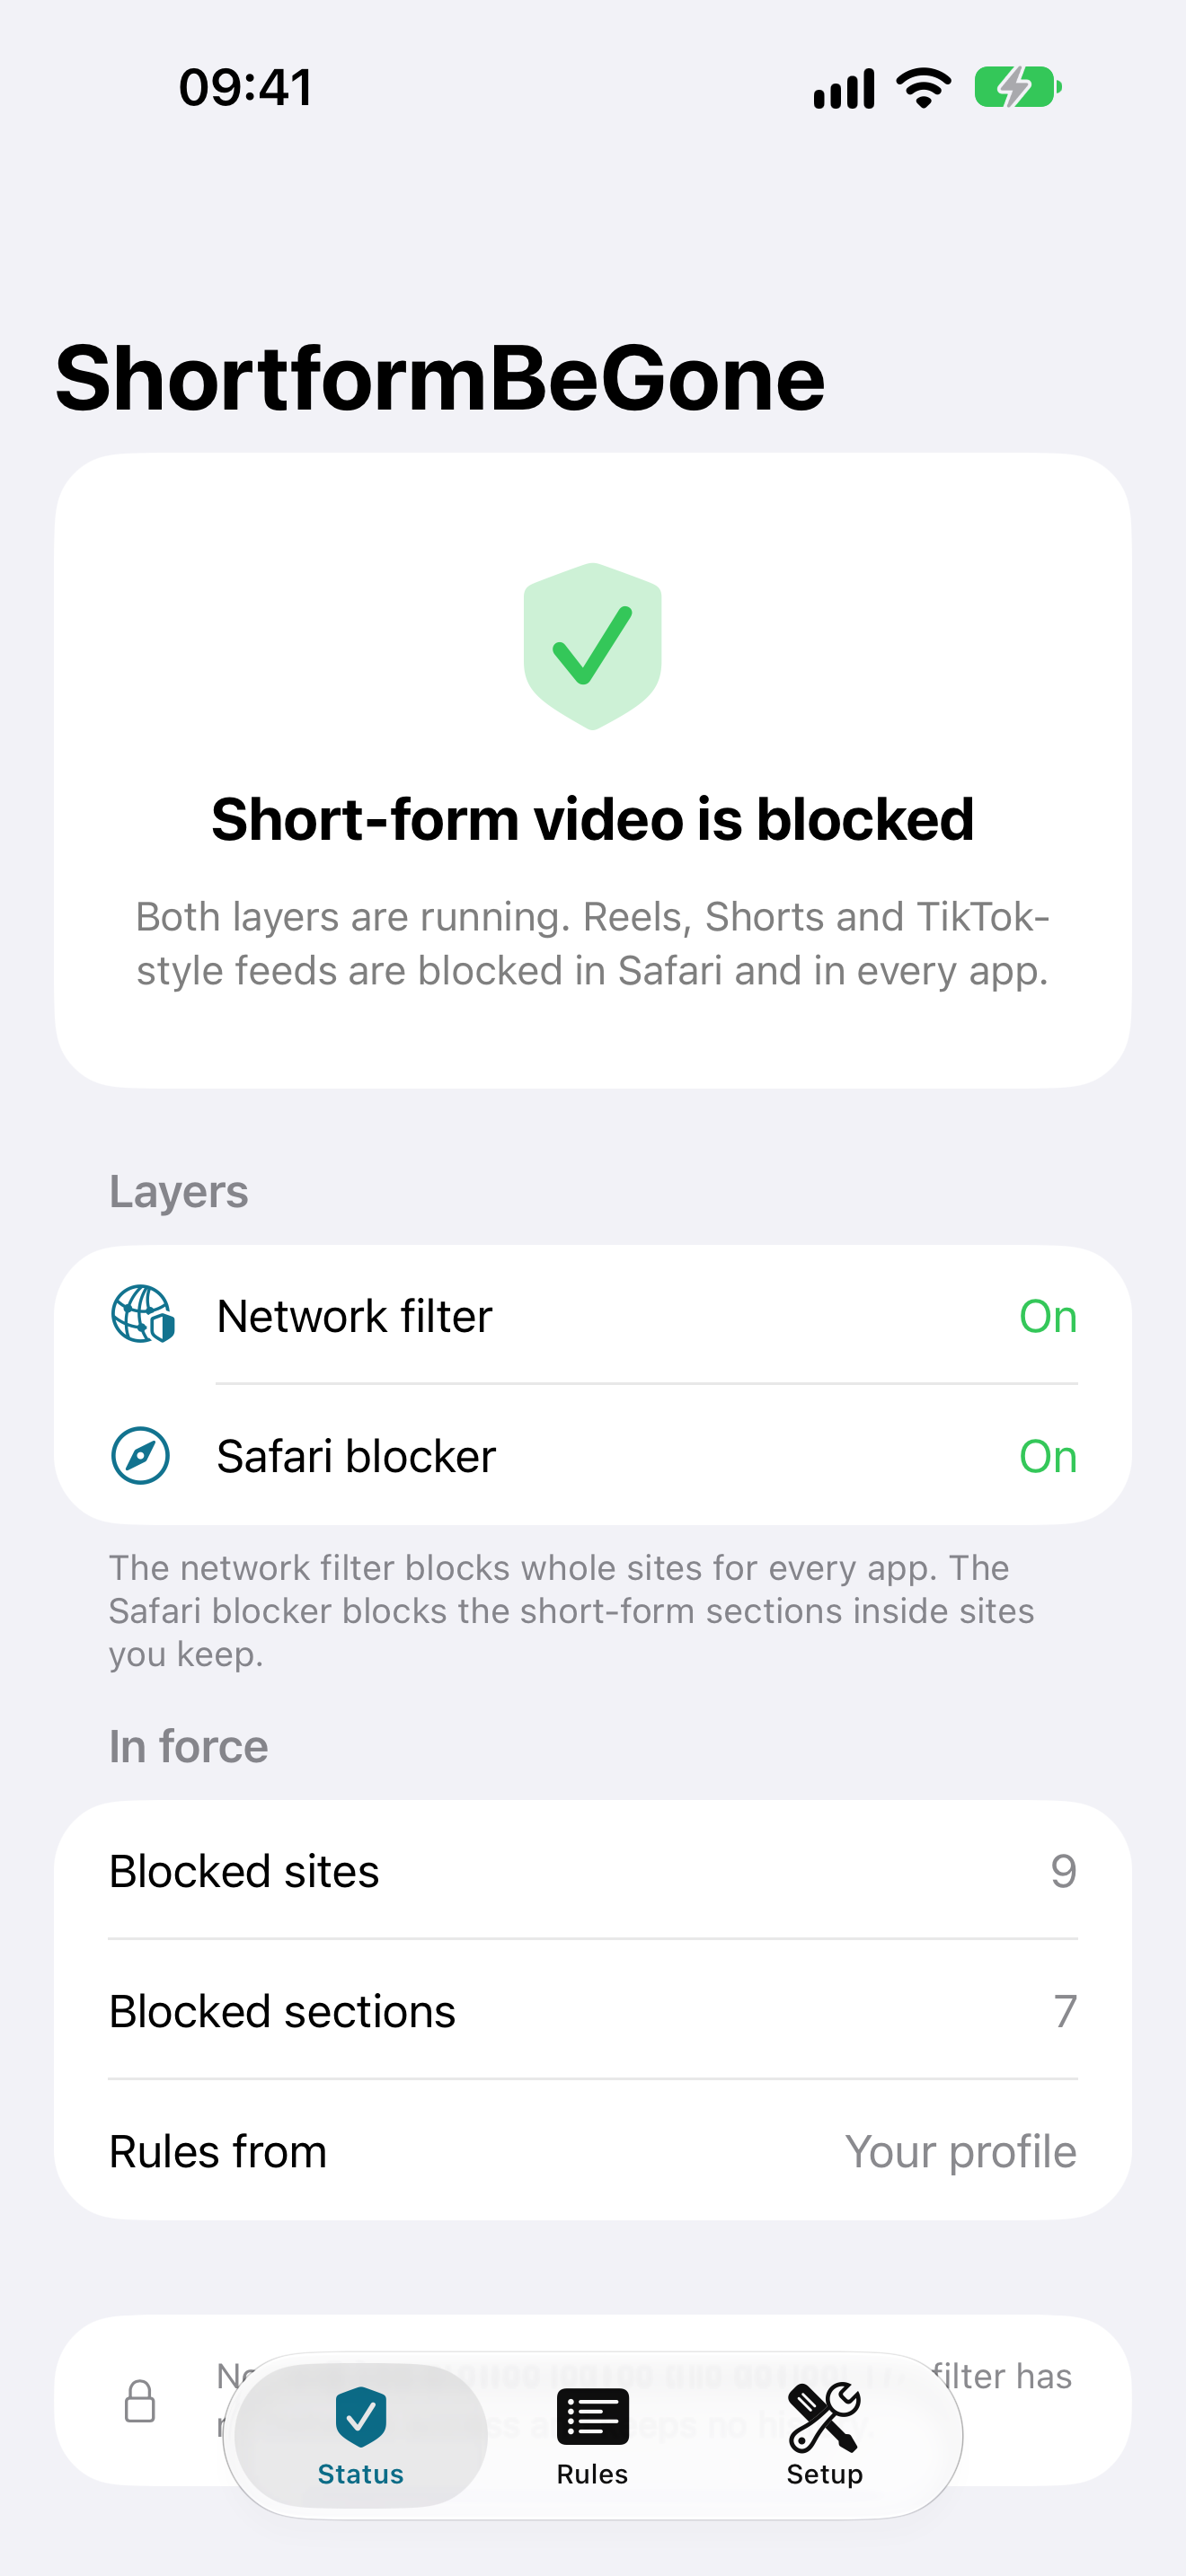 09:41
ShortformBeGone
Short-form video is blocked
Both layers are running. Reels, Shorts and TikTok-
style feeds are blocked in Safari and in every app.
Layers
Network filter On
Safari blocker On
The network filter blocks whole sites for every app. The
Safari blocker blocks the short-form sections inside sites
you keep.
In force
Blocked sites 9
Blocked sections 7
Rules from Your profile
filter has
keeps no
Status Rules Setup